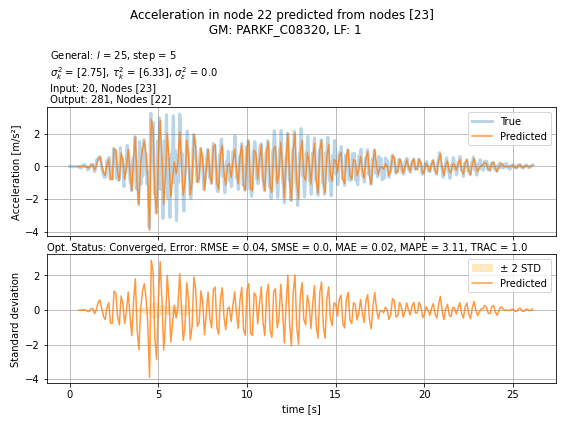 Acceleration in node 22 predicted from nodes [23]
GM: PARKF_C08320, LF: 1
General: l = 25, step = 5
σ²ₖ = [2.75], τ²ₖ = [6.33], σ²ε = 0.0
Input: 20, Nodes [23]
Output: 281, Nodes [22]
True
Predicted
Acceleration [m/s²]
2
0
−2
−4
Opt. Status: Converged, Error: RMSE = 0.04, SMSE = 0.0, MAE = 0.02, MAPE = 3.11, TRAC = 1.0
± 2 STD
Predicted
Standard deviation
2
0
−2
−4
0 5 10 15 20 25
time [s]